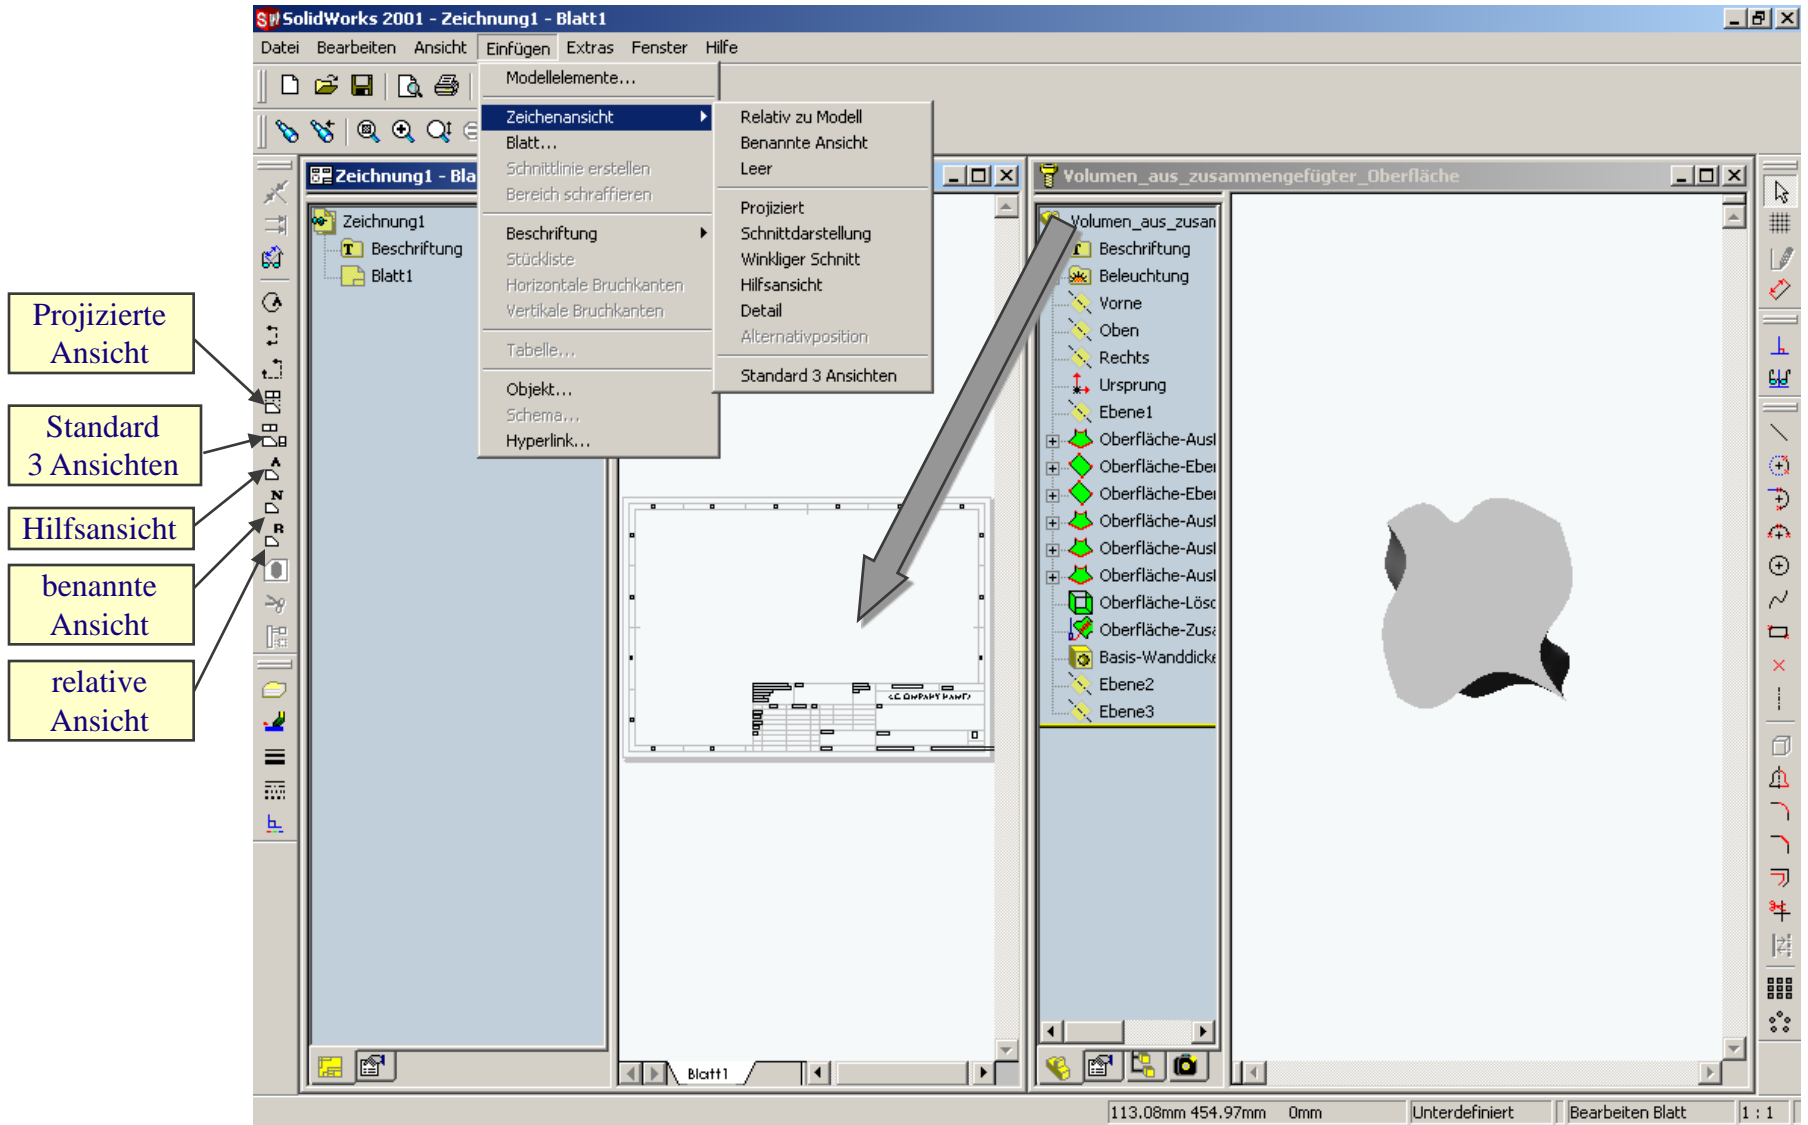 SolidWorks 2001 - Zeichnung1 - Blatt1
Datei Bearbeiten Ansicht Einfügen Extras Fenster Hilfe
Modellelemente...
Zeichenansicht
Blatt...
Schnittlinie erstellen
Bereich schraffieren
Beschriftung
Stückliste
Horizontale Bruchkanten
Vertikale Bruchkanten
Tabelle...
Objekt...
Schema...
Hyperlink...
Relativ zu Modell
Benannte Ansicht
Leer
Projiziert
Schnittdarstellung
Winkliger Schnitt
Hilfsansicht
Detail
Alternativposition
Standard 3 Ansichten
Projizierte
Ansicht
Standard
3 Ansichten
Hilfsansicht
benannte
Ansicht
relative
Ansicht
Zeichnung1 - Bla
Zeichnung1
Beschriftung
Blatt1
Blatt1
Volumen_aus_zusammengefügter_Oberfläche
Volumen_aus_zusan
Beschriftung
Beleuchtung
Vorne
Oben
Rechts
Ursprung
Ebene1
Oberfläche-Ausl
Oberfläche-Eber
Oberfläche-Eber
Oberfläche-Ausl
Oberfläche-Ausl
Oberfläche-Ausl
Oberfläche-Lösc
Oberfläche-Zusa
Basis-Wanddicke
Ebene2
Ebene3
113.08mm 454.97mm 0mm Unterdefiniert Bearbeiten Blatt 1 : 1